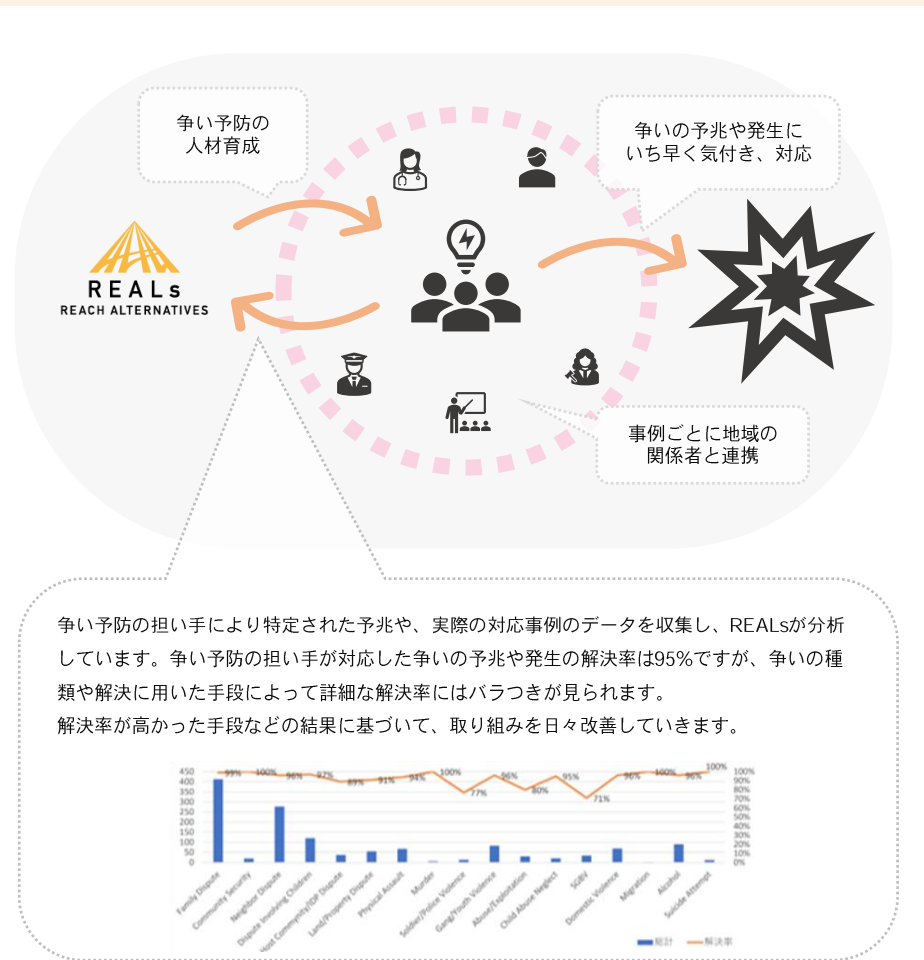 争い予防の
人材育成
争いの予兆や発生に
いち早く気付き、対応
REALs
REACH ALTERNATIVES
事例ごとに地域の
関係者と連携
争い予防の担い手により特定された予兆や、実際の対応事例のデータを収集し、REALsが分析
しています。争い予防の担い手が対応した争いの予兆や発生の解決率は95%ですが、争いの種
類や解決に用いた手段によって詳細な解決率にはバラつきが見られます。
解決率が高かった手段などの結果に基づいて、取り組みを日々改善していきます。
450
400
350
300
250
200
150
100
50
0
99%
100%
96%
97%
89%
91%
94%
100%
77%
96%
80%
95%
71%
96%
100%
96%
100%
100%
90%
80%
70%
60%
50%
40%
30%
20%
10%
0%
Family Dispute
Community Security
Neighbor Dispute
Dispute Involving Children
Host Commynity/IDP Dispute
Land/Property Dispute
Physical Assault
Murder
Soldier/Police Violence
Gang/Youth Violence
Abuse/Exploitation
Child Abuse Neglect
SGBV
Domestic Violence
Migration
Alcohol
Suicide Attempt
総計
解決率